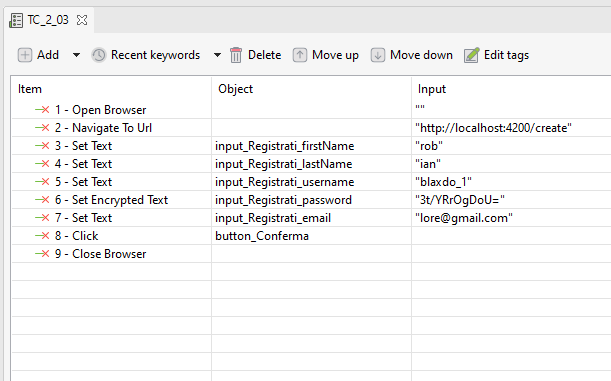 TC_2_03
Add Recent keywords Delete Move up Move down Edit tags
Item Object Input
1 - Open Browser ""
2 - Navigate To Url "http://localhost:4200/create"
3 - Set Text input_Registrati_firstName "rob"
4 - Set Text input_Registrati_lastName "ian"
5 - Set Text input_Registrati_username "blaxdo_1"
6 - Set Encrypted Text input_Registrati_password "3t/YRrOgDoU="
7 - Set Text input_Registrati_email "lore@gmail.com"
8 - Click button_Conferma
9 - Close Browser